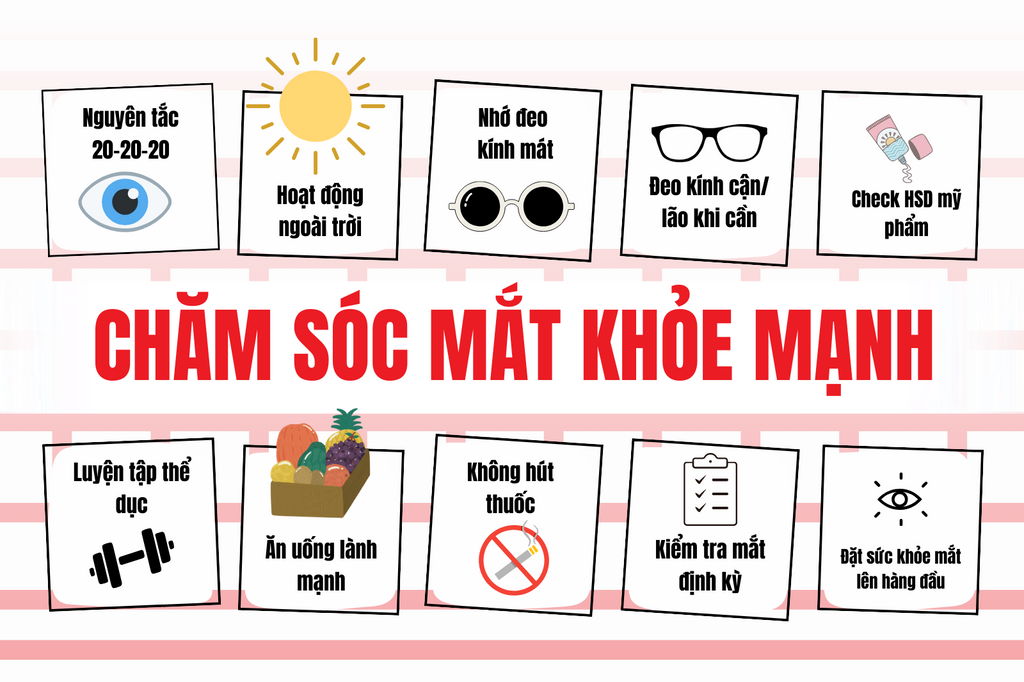 Nguyên tắc
20-20-20
Hoạt động
ngoài trời
Nhớ đeo
kính mát
Đeo kính cận/
lão khi cần
Check HSD mỹ
phẩm
CHĂM SÓC MẮT KHỎE MẠNH
Luyện tập thể
dục
Ăn uống lành
mạnh
Không hút
thuốc
Kiểm tra mắt
định kỳ
Đặt sức khỏe mắt
lên hàng đầu